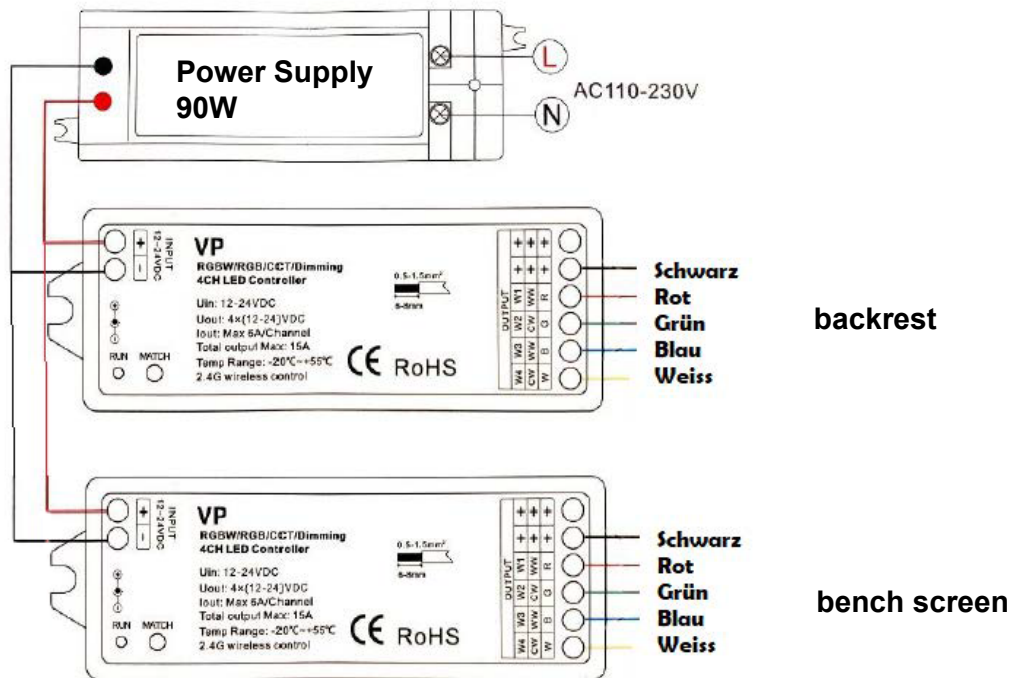 Power Supply
90W
L
N
AC110-230V
INPUT
12~24VDC
+
−
VP
RGBW/RGB/CCT/Dimming
4CH LED Controller
Uin: 12-24VDC
Uout: 4×(12-24)VDC
Iout: Max 6A/Channel
Total output Max: 15A
Temp Range: -20℃~+55℃
2.4G wireless control
RUN MATCH
0.5-1.5mm²
6-8mm
CE RoHS
OUTPUT
+ + +
+ + +
W1 WW R
W2 CW G
W3 WW B
W4 CW W
Schwarz
Rot
Grün
Blau
Weiss
backrest
INPUT
12~24VDC
+
−
VP
RGBW/RGB/CCT/Dimming
4CH LED Controller
Uin: 12-24VDC
Uout: 4×(12-24)VDC
Iout: Max 6A/Channel
Total output Max: 15A
Temp Range: -20℃~+55℃
2.4G wireless control
RUN MATCH
0.5-1.5mm²
6-8mm
CE RoHS
OUTPUT
+ + +
+ + +
W1 WW R
W2 CW G
W3 WW B
W4 CW W
Schwarz
Rot
Grün
Blau
Weiss
bench screen